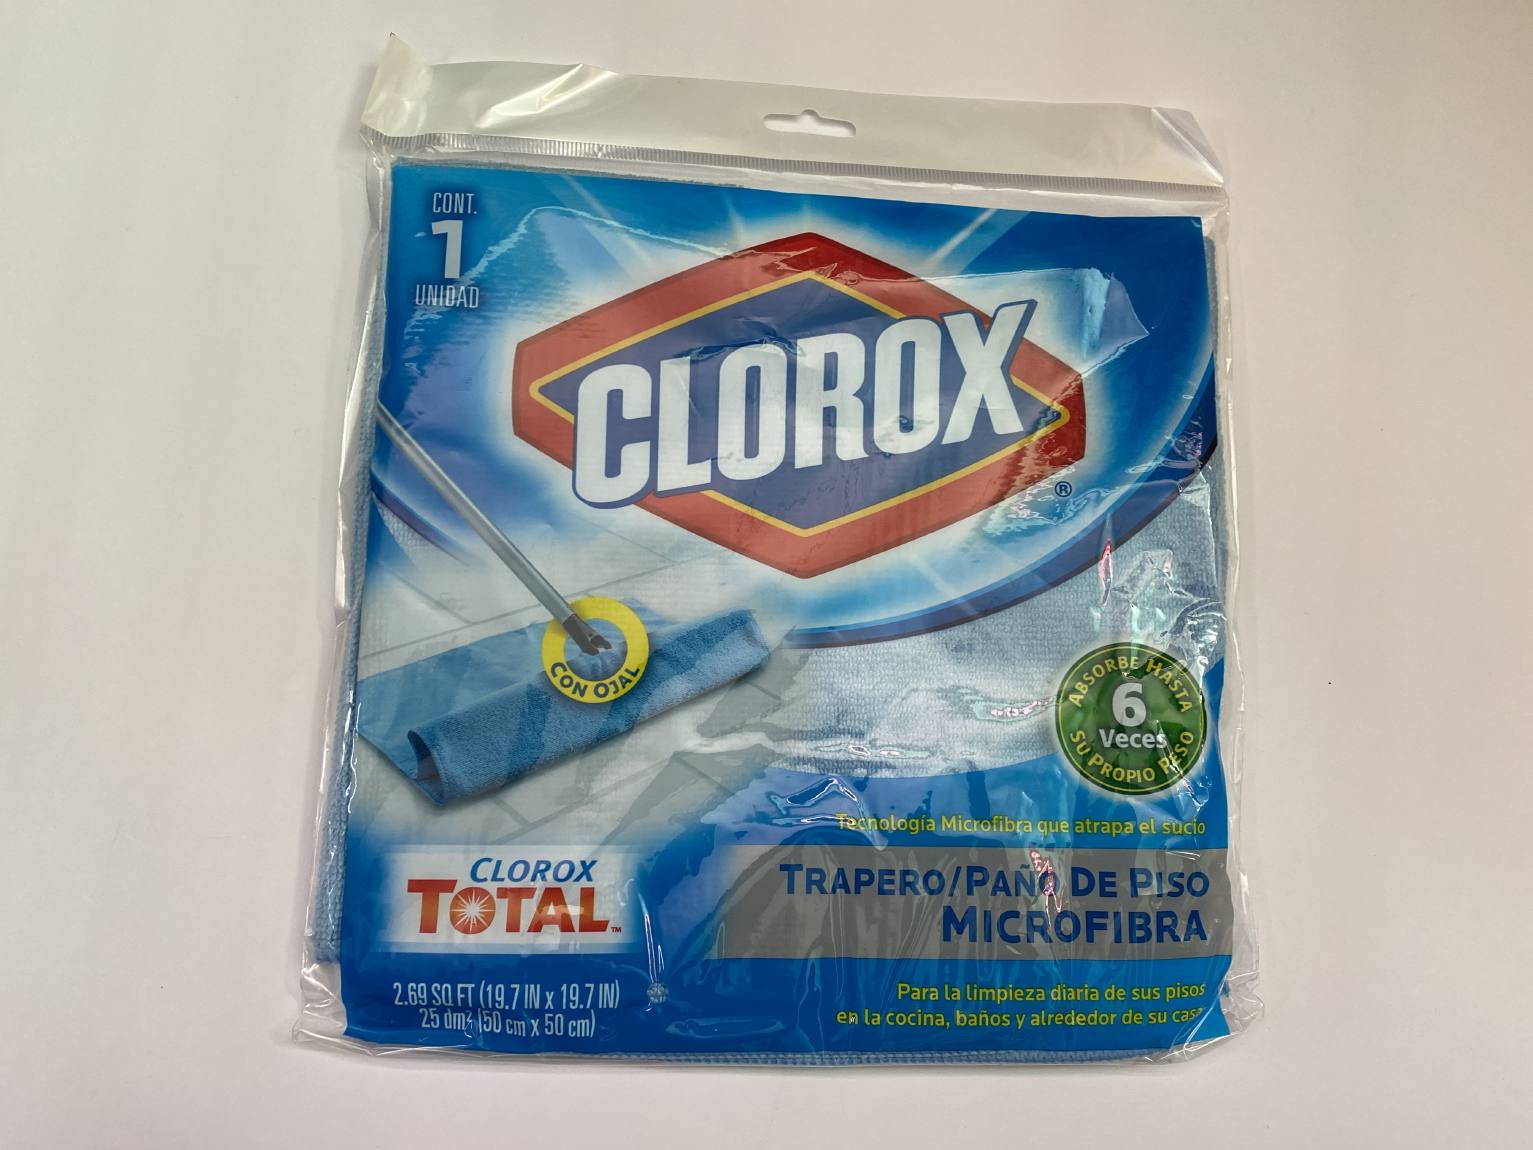 CONT.
1
UNIDAD
CLOROX
®
CON OJAL
ABSORBE HASTA
6
Veces
SU PROPIO PESO
Tecnología Microfibra que atrapa el sucio
TRAPERO/PAÑO DE PISO
MICROFIBRA
CLOROX
TOTAL™
2.69 SQ FT (19.7 IN x 19.7 IN)
25 dm² (50 cm x 50 cm)
Para la limpieza diaria de sus pisos
en la cocina, baños y alrededor de su casa